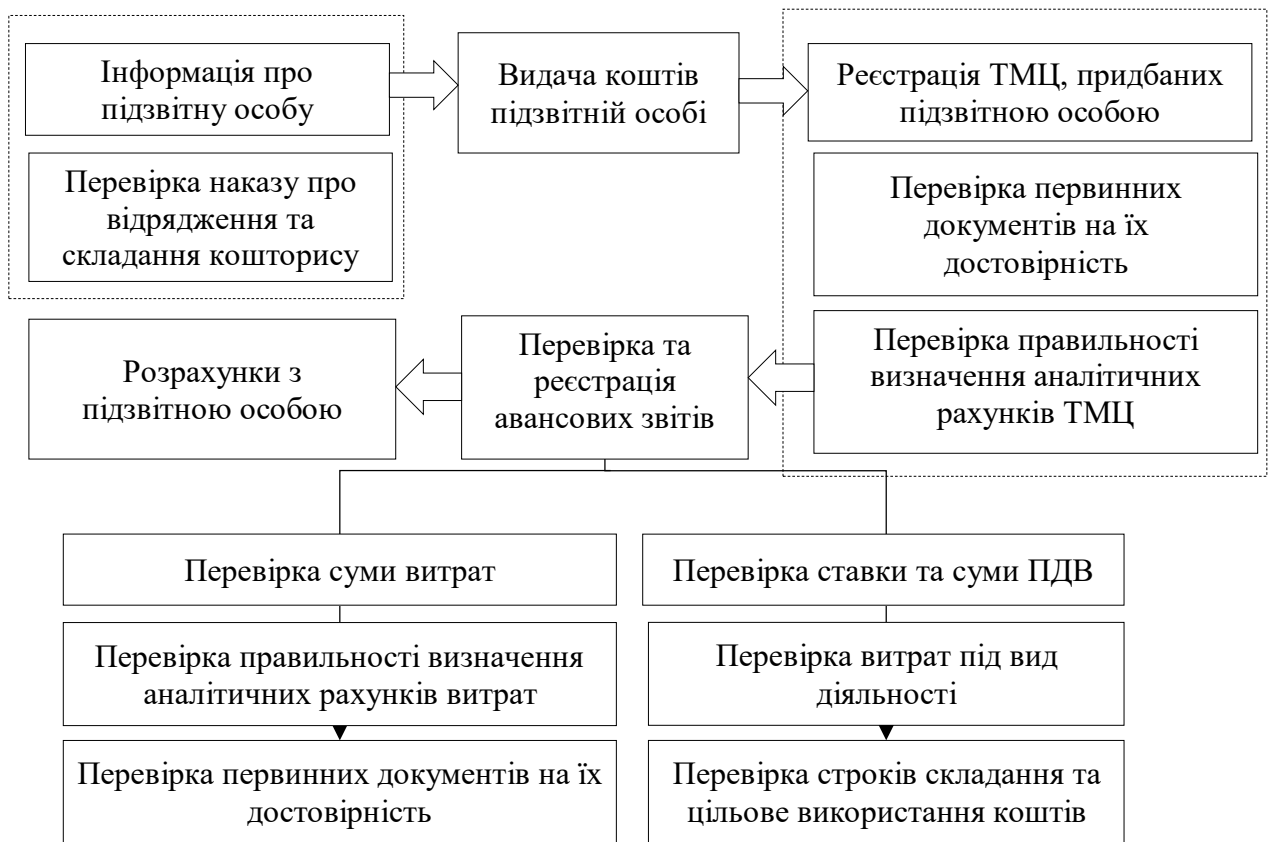 Інформація про
підзвітну особу
Видача коштів
підзвітній особі
Реєстрація ТМЦ, придбаних
підзвітною особою
Перевірка наказу про
відрядження та
складання кошторису
Перевірка первинних
документів на їх
достовірність
Розрахунки з
підзвітною особою
Перевірка та
реєстрація
авансових звітів
Перевірка правильності
визначення аналітичних
рахунків ТМЦ
Перевірка суми витрат
Перевірка ставки та суми ПДВ
Перевірка правильності визначення
аналітичних рахунків витрат
Перевірка витрат під вид
діяльності
Перевірка первинних документів на їх
достовірність
Перевірка строків складання та
цільове використання коштів